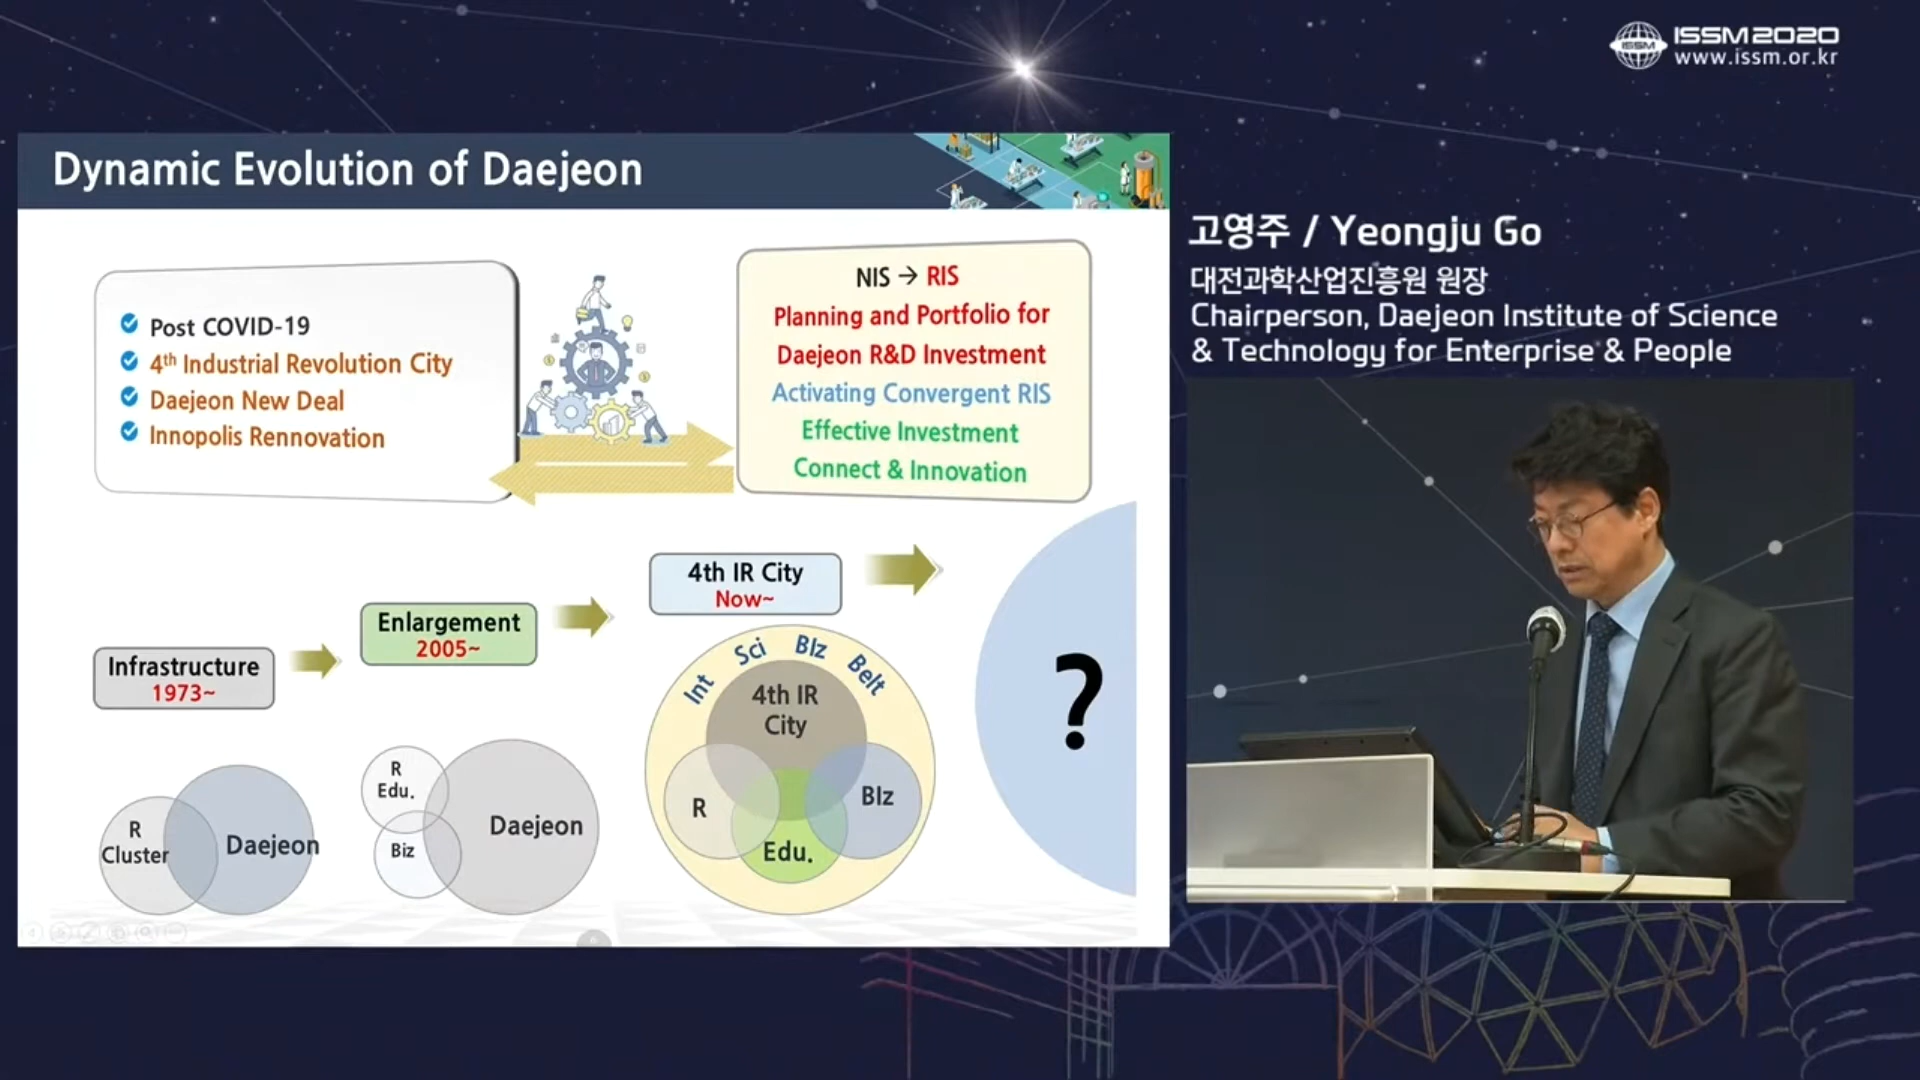 ISSM
ISSM 2020
www.issm.or.kr
Dynamic Evolution of Daejeon
고영주 / Yeongju Go
대전과학산업진흥원 원장
Chairperson, Daejeon Institute of Science
& Technology for Enterprise & People
Post COVID-19
4th Industrial Revolution City
Daejeon New Deal
Innopolis Rennovation
NIS → RIS
Planning and Portfolio for
Daejeon R&D Investment
Activating Convergent RIS
Effective Investment
Connect & Innovation
Infrastructure
1973~
Enlargement
2005~
4th IR City
Now~
R
Cluster
Daejeon
R
Edu.
Biz
Daejeon
Int Sci BIz Belt
4th IR
City
R
BIz
Edu.
?